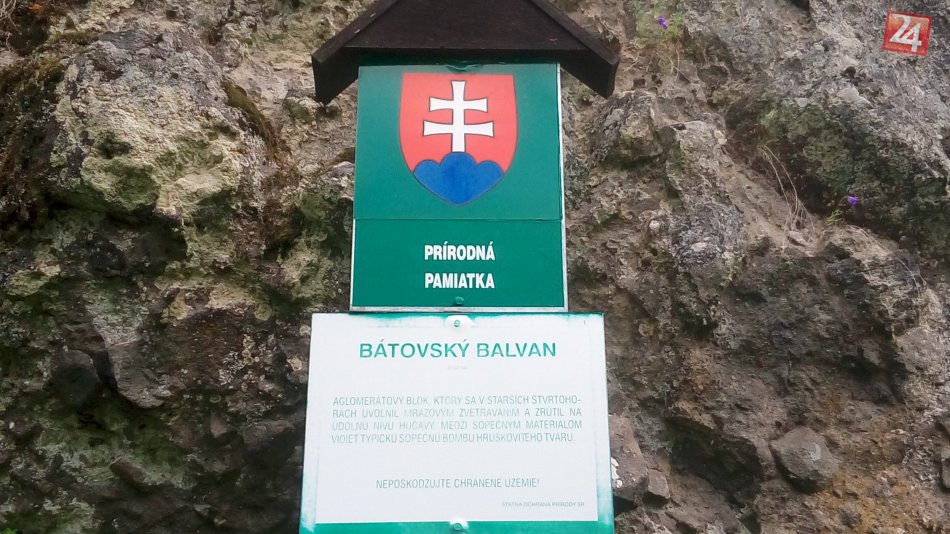 24
PRÍRODNÁ
PAMIATKA
BÁTOVSKÝ BALVAN
AGLOMERÁTOVÝ BLOK, KTORÝ SA V STARŠÍCH ŠTVRTOHO-
RÁCH UVOĽNIL MRAZOVÝM ZVETRÁVANÍM A ZRÚTIL NA
ÚDOLNÚ NIVU HUČAVY. MEDZI SOPEČNÝM MATERIÁLOM
VIDIEŤ TYPICKÚ SOPEČNÚ BOMBU HRUŠKOVITÉHO TVARU.
NEPOŠKODZUJTE CHRÁNENÉ ÚZEMIE!
ŠTÁTNA OCHRANA PRÍRODY SR